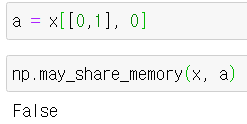 a = x[[0,1], 0]
np.may_share_memory(x, a)
False